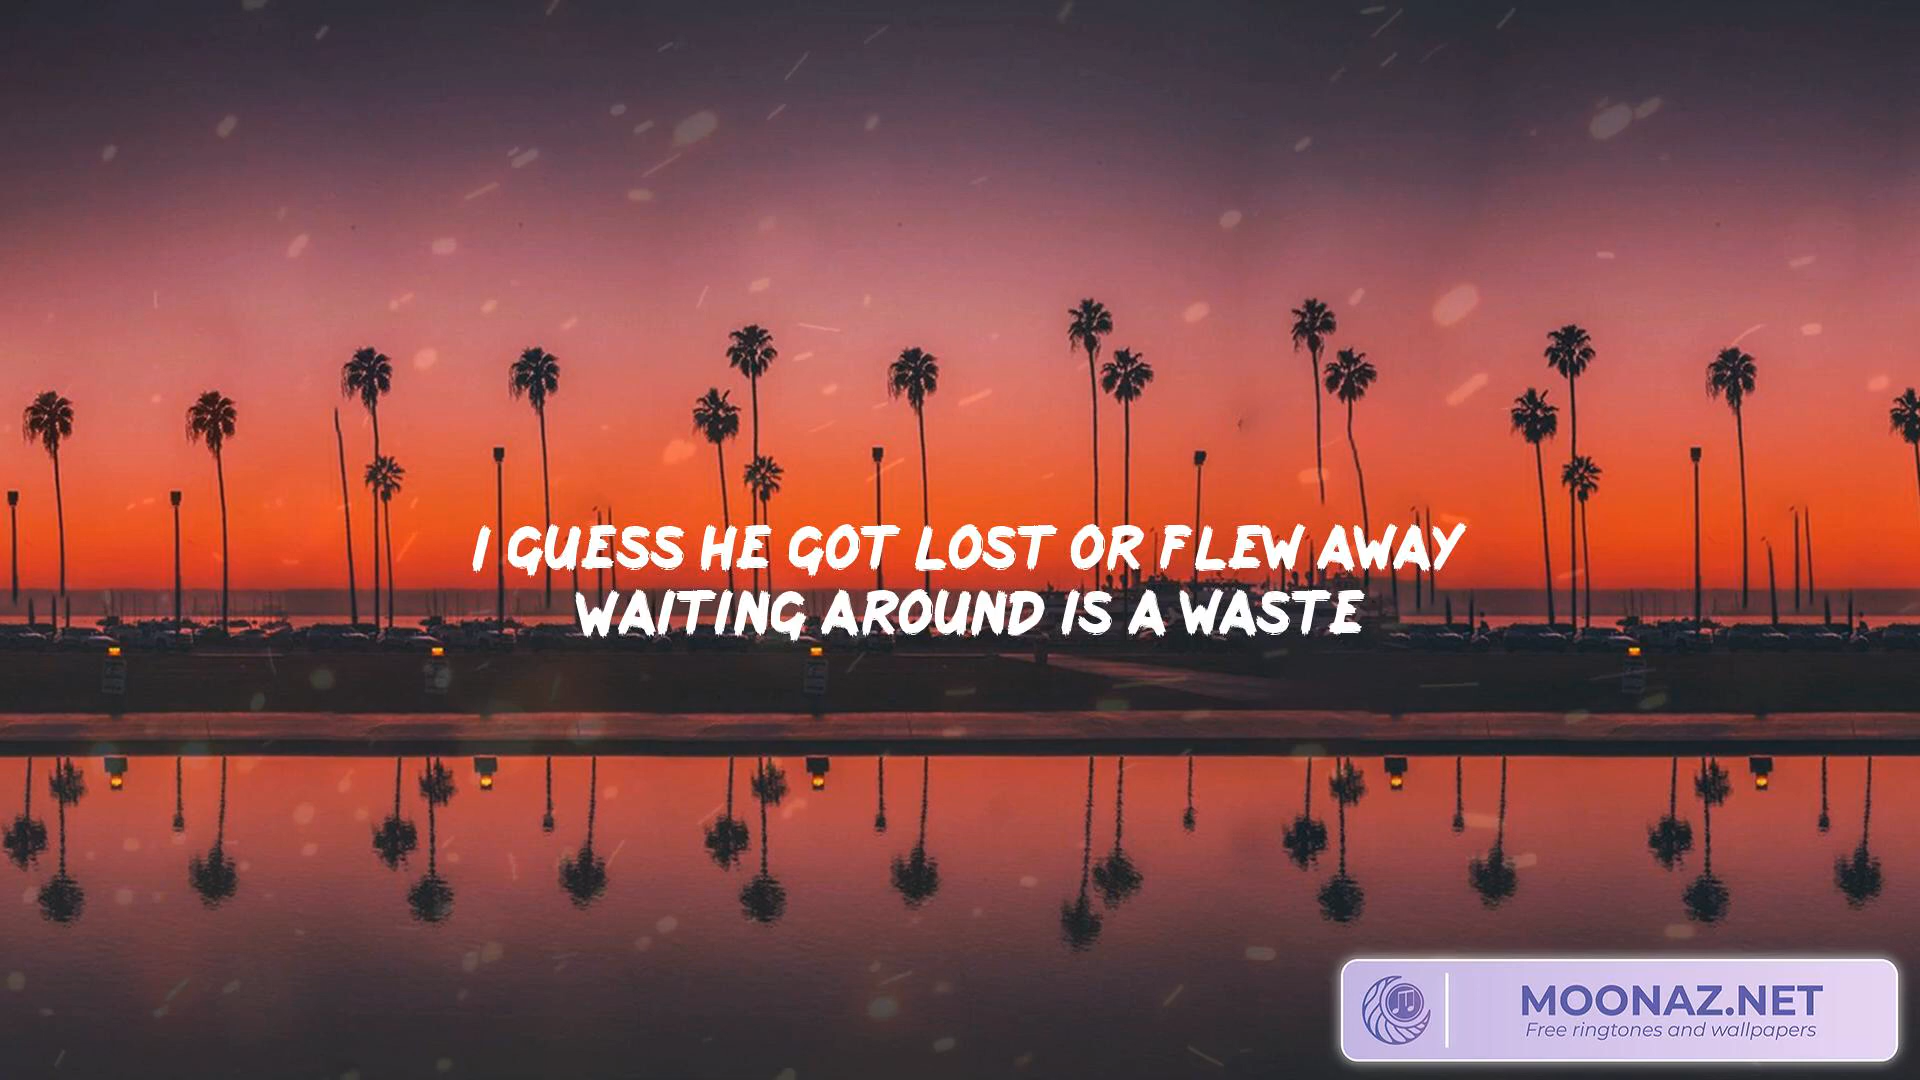 I GUESS HE GOT LOST OR FLEW AWAY
WAITING AROUND IS A WASTE
MOONAZ.NET
Free ringtones and wallpapers